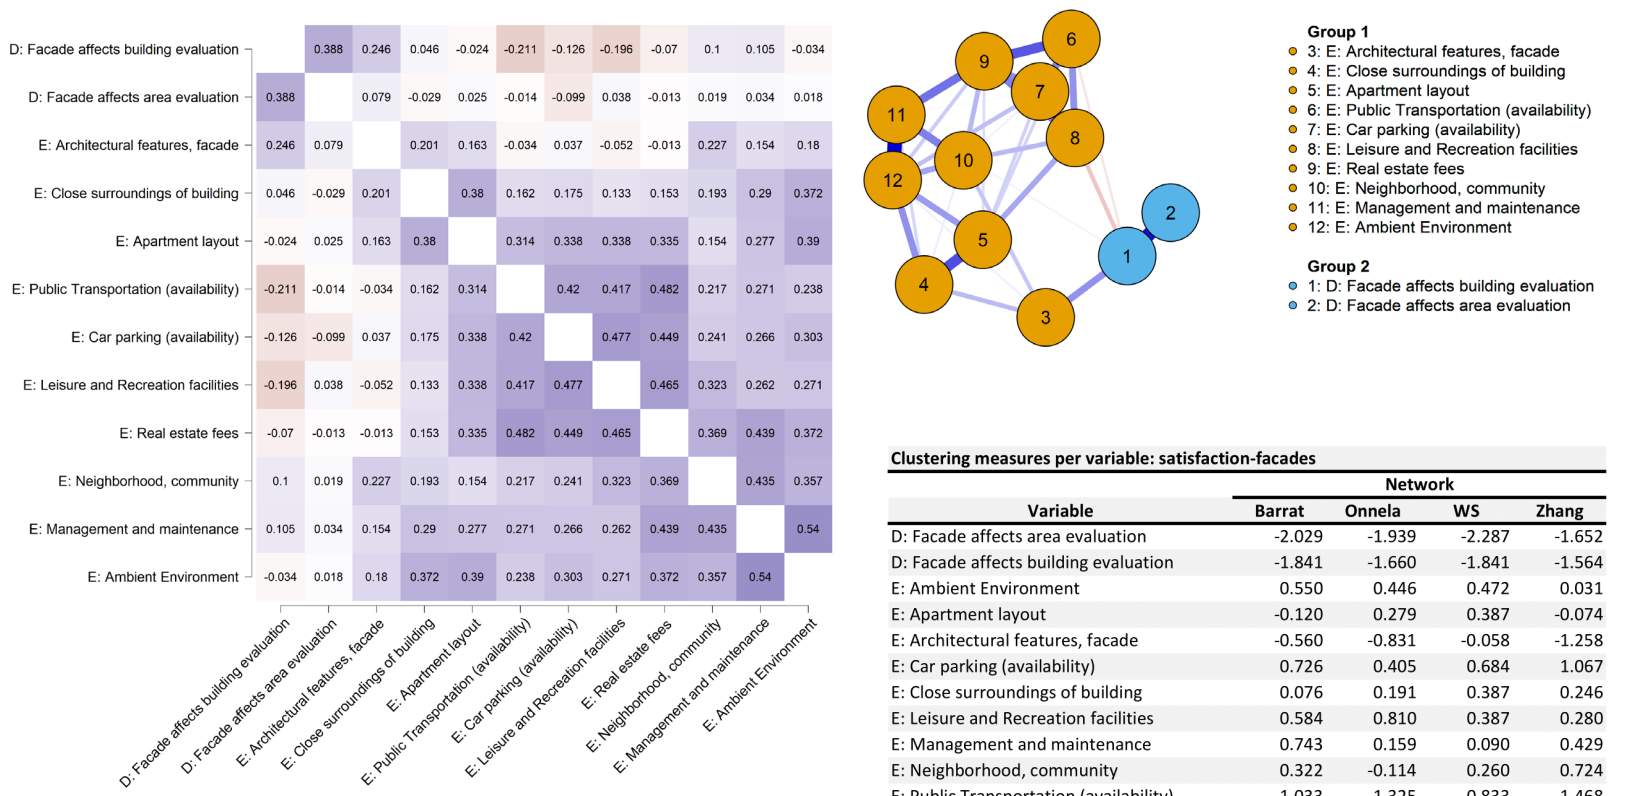 D: Facade affects building evaluation 0.388 0.246 0.046 -0.024 -0.211 -0.126 -0.196 -0.07 0.1 0.105 -0.034
D: Facade affects area evaluation 0.388 0.079 -0.029 0.025 -0.014 -0.099 0.038 -0.013 0.019 0.034 0.018
E: Architectural features, facade 0.246 0.079 0.201 0.163 -0.034 0.037 -0.052 -0.013 0.227 0.154 0.18
E: Close surroundings of building 0.046 -0.029 0.201 0.38 0.162 0.175 0.133 0.153 0.193 0.29 0.372
E: Apartment layout -0.024 0.025 0.163 0.38 0.314 0.338 0.338 0.335 0.154 0.277 0.39
E: Public Transportation (availability) -0.211 -0.014 -0.034 0.162 0.314 0.42 0.417 0.482 0.217 0.271 0.238
E: Car parking (availability) -0.126 -0.099 0.037 0.175 0.338 0.42 0.477 0.449 0.241 0.266 0.303
E: Leisure and Recreation facilities -0.196 0.038 -0.052 0.133 0.338 0.417 0.477 0.465 0.323 0.262 0.271
E: Real estate fees -0.07 -0.013 -0.013 0.153 0.335 0.482 0.449 0.465 0.369 0.439 0.372
E: Neighborhood, community 0.1 0.019 0.227 0.193 0.154 0.217 0.241 0.323 0.369 0.435 0.357
E: Management and maintenance 0.105 0.034 0.154 0.29 0.277 0.271 0.266 0.262 0.439 0.435 0.54
E: Ambient Environment -0.034 0.018 0.18 0.372 0.39 0.238 0.303 0.271 0.372 0.357 0.54
D: Facade affects building evaluation
D: Facade affects area evaluation
E: Architectural features, facade
E: Close surroundings of building
E: Apartment layout
E: Public Transportation (availability)
E: Car parking (availability)
E: Leisure and Recreation facilities
E: Real estate fees
E: Neighborhood, community
E: Management and maintenance
E: Ambient Environment
6
9
7
11
8
10
12
2
5
1
4
3
Group 1
3: E: Architectural features, facade
4: E: Close surroundings of building
5: E: Apartment layout
6: E: Public Transportation (availability)
7: E: Car parking (availability)
8: E: Leisure and Recreation facilities
9: E: Real estate fees
10: E: Neighborhood, community
11: E: Management and maintenance
12: E: Ambient Environment
Group 2
1: D: Facade affects building evaluation
2: D: Facade affects area evaluation
Clustering measures per variable: satisfaction-facades
Network
Variable Barrat Onnela WS Zhang
D: Facade affects area evaluation -2.029 -1.939 -2.287 -1.652
D: Facade affects building evaluation -1.841 -1.660 -1.841 -1.564
E: Ambient Environment 0.550 0.446 0.472 0.031
E: Apartment layout -0.120 0.279 0.387 -0.074
E: Architectural features, facade -0.560 -0.831 -0.058 -1.258
E: Car parking (availability) 0.726 0.405 0.684 1.067
E: Close surroundings of building 0.076 0.191 0.387 0.246
E: Leisure and Recreation facilities 0.584 0.810 0.387 0.280
E: Management and maintenance 0.743 0.159 0.090 0.429
E: Neighborhood, community 0.322 -0.114 0.260 0.724
E: Public Transportation (availability) 1.033 1.325 0.833 1.468